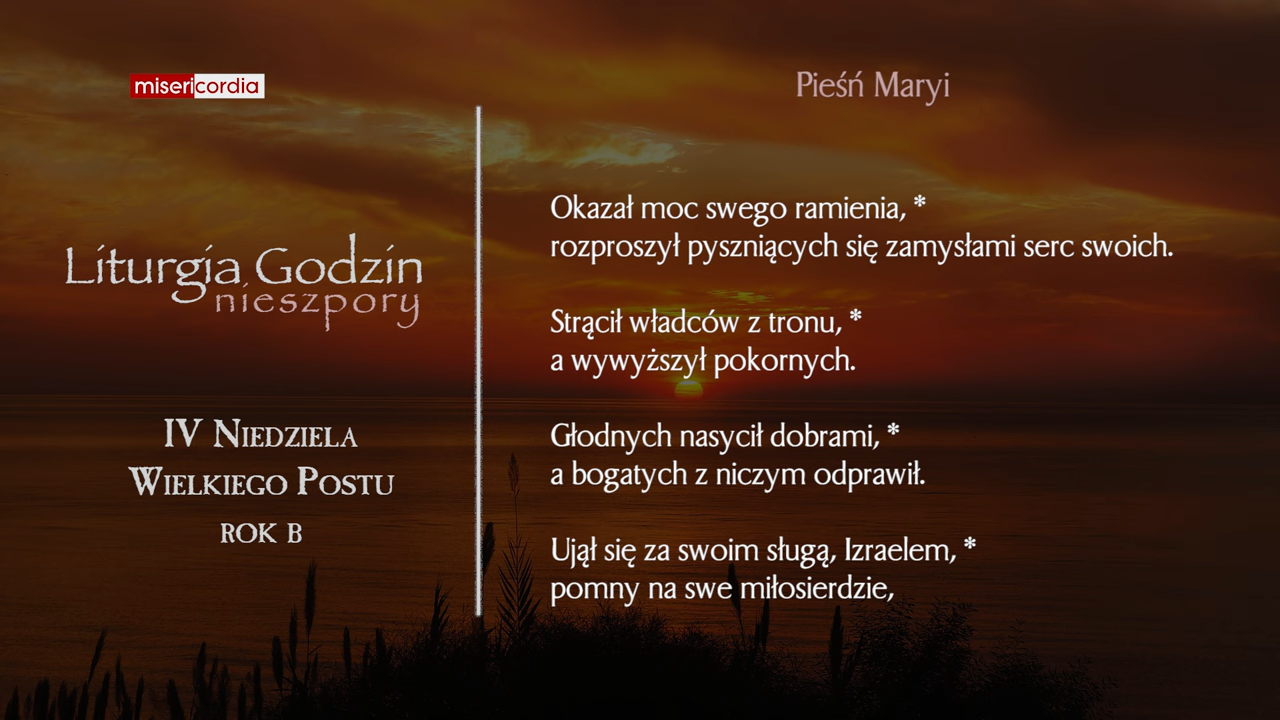 misericordia
Liturgia Godzin
nieszpory
IV Niedziela
Wielkiego Postu
rok B
Pieśń Maryi
Okazał moc swego ramienia, *
rozproszył pyszniących się zamysłami serc swoich.
Strącił władców z tronu, *
a wywyższył pokornych.
Głodnych nasycił dobrami, *
a bogatych z niczym odprawił.
Ujął się za swoim sługą, Izraelem, *
pomny na swe miłosierdzie,